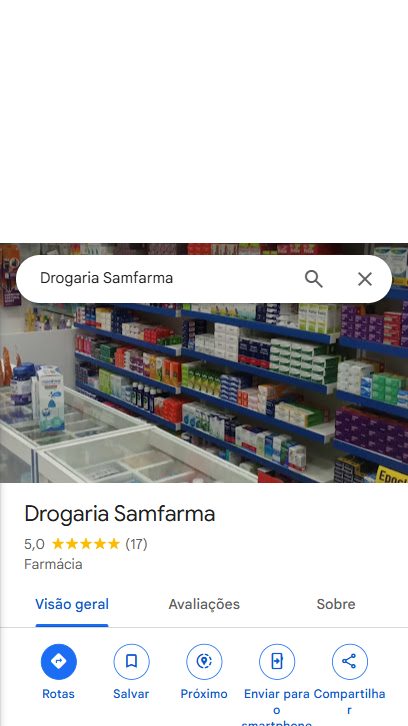 Drogaria Samfarma
Drogaria Samfarma
5,0 (17)
Farmácia
Visão geral Avaliações Sobre
Rotas Salvar Próximo Enviar para o smartphone Compartilhar